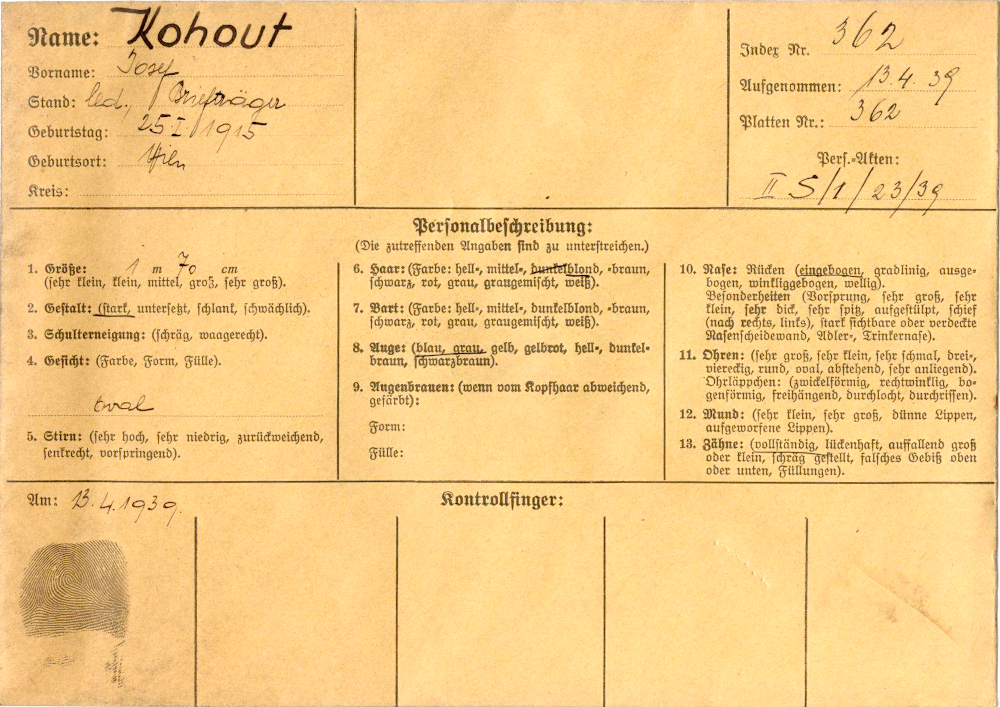 Name: Kohout
Vorname: Josef
Stand: led., Briefträger
Geburtstag: 25 I. 1915
Geburtsort: Wien
Kreis:
Index Nr. 362
Aufgenommen: 13.4.39
Platten Nr.: 362
Pers.-Akten:
II S/1/23/39
Personalbeschreibung:
(Die zutreffenden Angaben sind zu unterstreichen.)
1. Größe: 1 m 70 cm
(sehr klein, klein, mittel, groß, sehr groß).
2. Gestalt: (stark, untersetzt, schlank, schwächlich).
3. Schulterneigung: (schräg, waagerecht).
4. Gesicht: (Farbe, Form, Fülle).
oval
5. Stirn: (sehr hoch, sehr niedrig, zurückweichend,
senkrecht, vorspringend).
6. Haar: (Farbe: hell-, mittel-, dunkelblond, -braun,
schwarz, rot, grau, graugemischt, weiß).
7. Bart: (Farbe: hell-, mittel-, dunkelblond, -braun,
schwarz, rot, grau, graugemischt, weiß).
8. Auge: (blau, grau, gelb, gelbrot, hell-, dunkel-
braun, schwarzbraun).
9. Augenbrauen: (wenn vom Kopfhaar abweichend,
gefärbt):
Form:
Fülle:
10. Nase: Rücken (eingebogen, gradlinig, ausge-
bogen, winkliggebogen, wellig).
Besonderheiten (Vorsprung, sehr groß, sehr
klein, sehr dick, sehr spitz, aufgestülpt, schief
(nach rechts, links), stark sichtbare oder verdeckte
Nasenscheidewand, Adler-, Trinkernase).
11. Ohren: (sehr groß, sehr klein, sehr schmal, drei-,
viereckig, rund, oval, abstehend, sehr anliegend).
Ohrläppchen: (zwickelförmig, rechtwinklig, bo-
genförmig, freihängend, durchlocht, durchrissen).
12. Mund: (sehr klein, sehr groß, dünne Lippen,
aufgeworfene Lippen).
13. Zähne: (vollständig, lückenhaft, auffallend groß
oder klein, schräg gestellt, falsches Gebiß oben
oder unten, Füllungen).
Am: 13.4.1939.
Kontrollfinger: